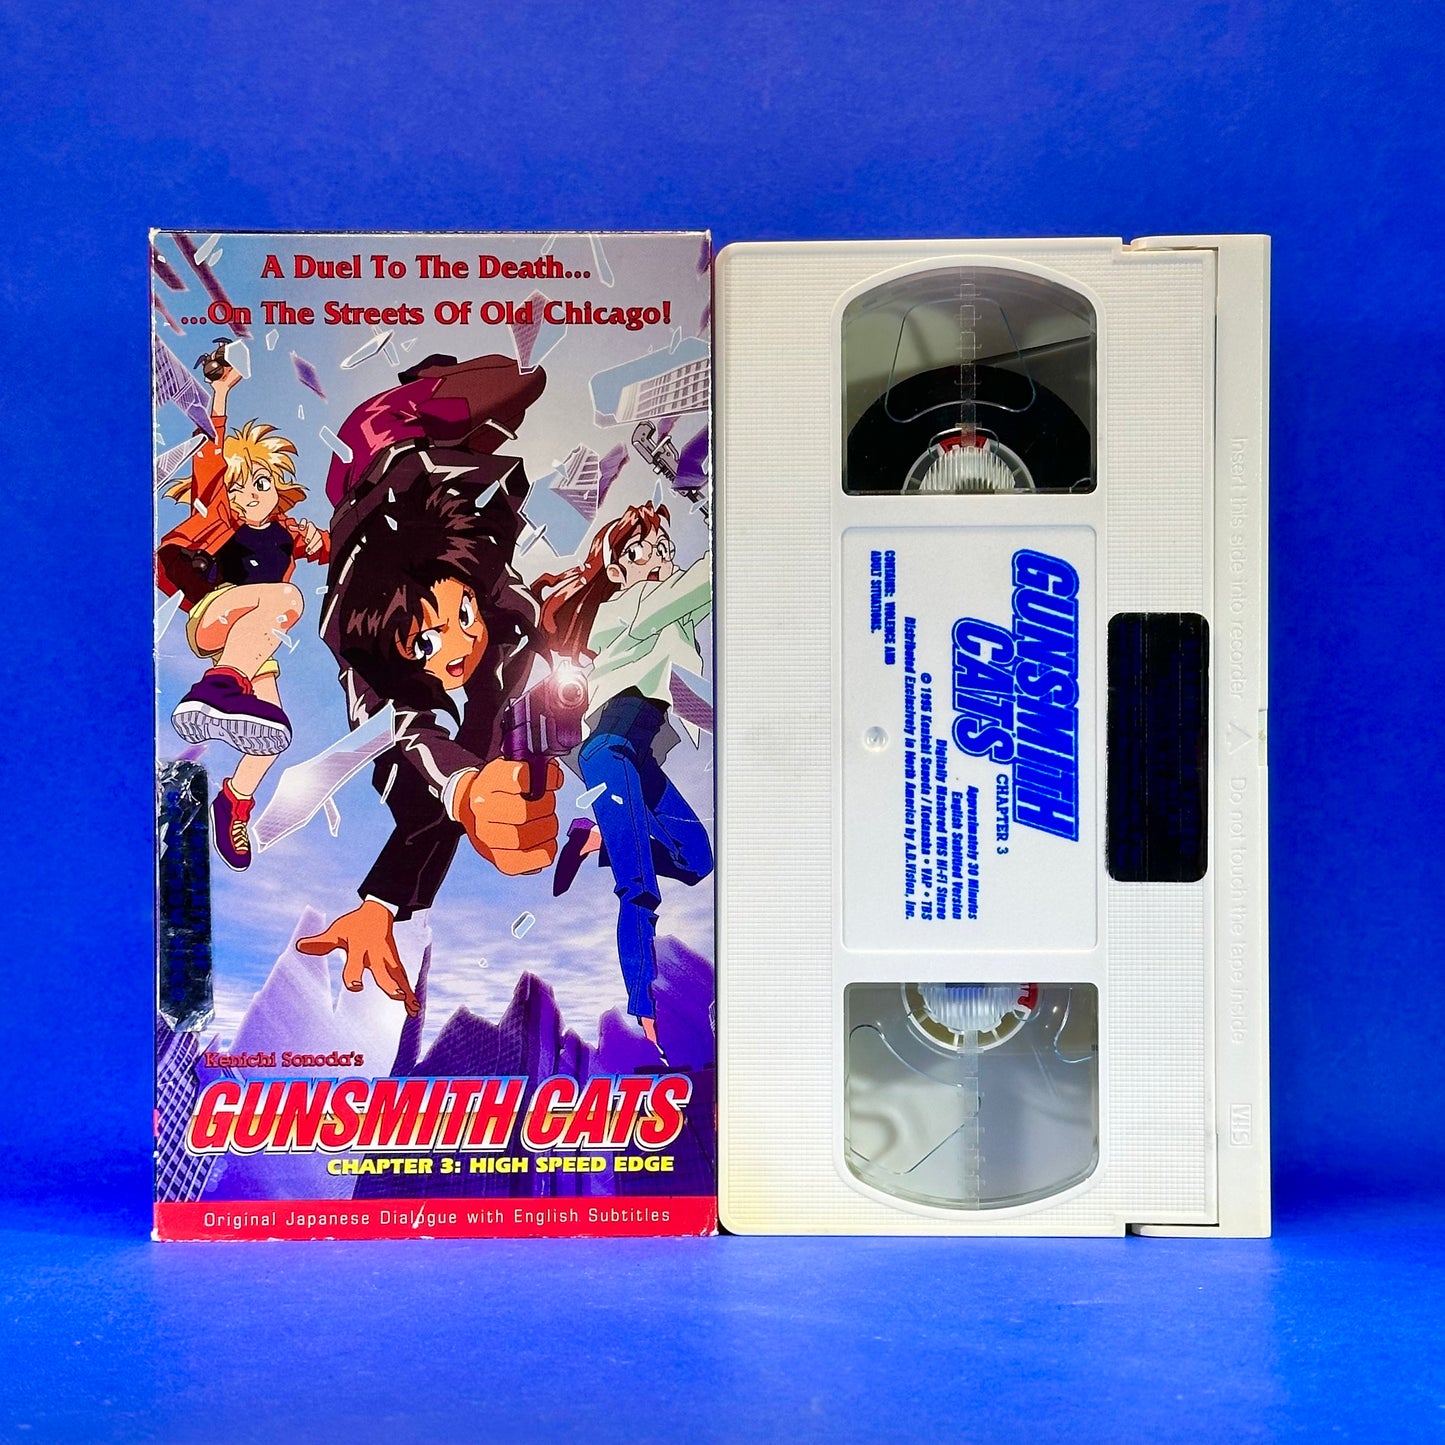 A Duel To The Death...
...On The Streets Of Old Chicago!
Kenichi Sonoda's
GUNSMITH CATS
CHAPTER 3: HIGH SPEED EDGE
Original Japanese Dialogue with English Subtitles
GUNSMITH
CATS
CHAPTER 3
Approximately 30 Minutes
English Subtitled Version
Digitally Mastered VHS Hi-Fi Stereo
© 1995 Kenichi Sonoda / Kodansha • VAP • TBS
Distributed Exclusively in North America by A.D.Vision, Inc.
CONTAINS: VIOLENCE AND
ADULT SITUATIONS.
Insert this side into recorder △ Do not touch the tape inside
VHS